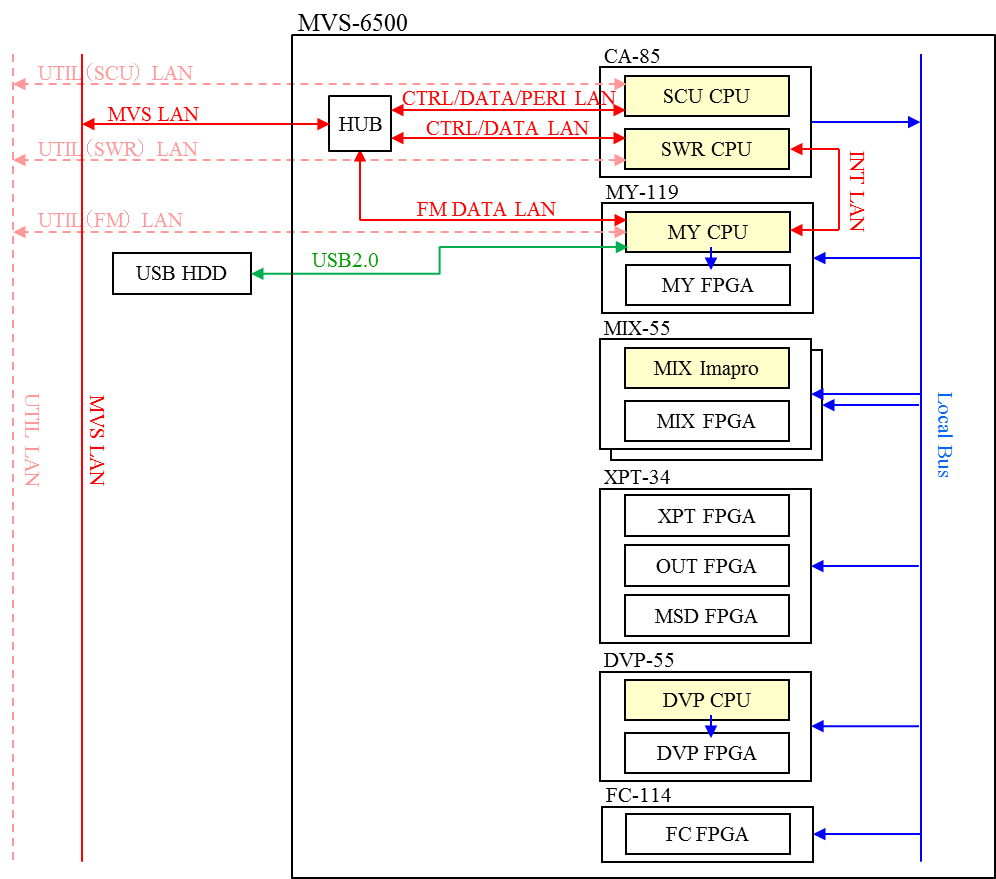 MVS-6500
CA-85
UTIL(SCU) LAN
CTRL/DATA/PERI LAN
SCU CPU
MVS LAN
HUB
CTRL/DATA LAN
UTIL(SWR) LAN
SWR CPU
INT LAN
MY-119
UTIL(FM) LAN
FM DATA LAN
MY CPU
USB HDD
USB2.0
MY FPGA
MIX-55
MIX Imapro
MIX FPGA
UTIL LAN
MVS LAN
Local Bus
XPT-34
XPT FPGA
OUT FPGA
MSD FPGA
DVP-55
DVP CPU
DVP FPGA
FC-114
FC FPGA